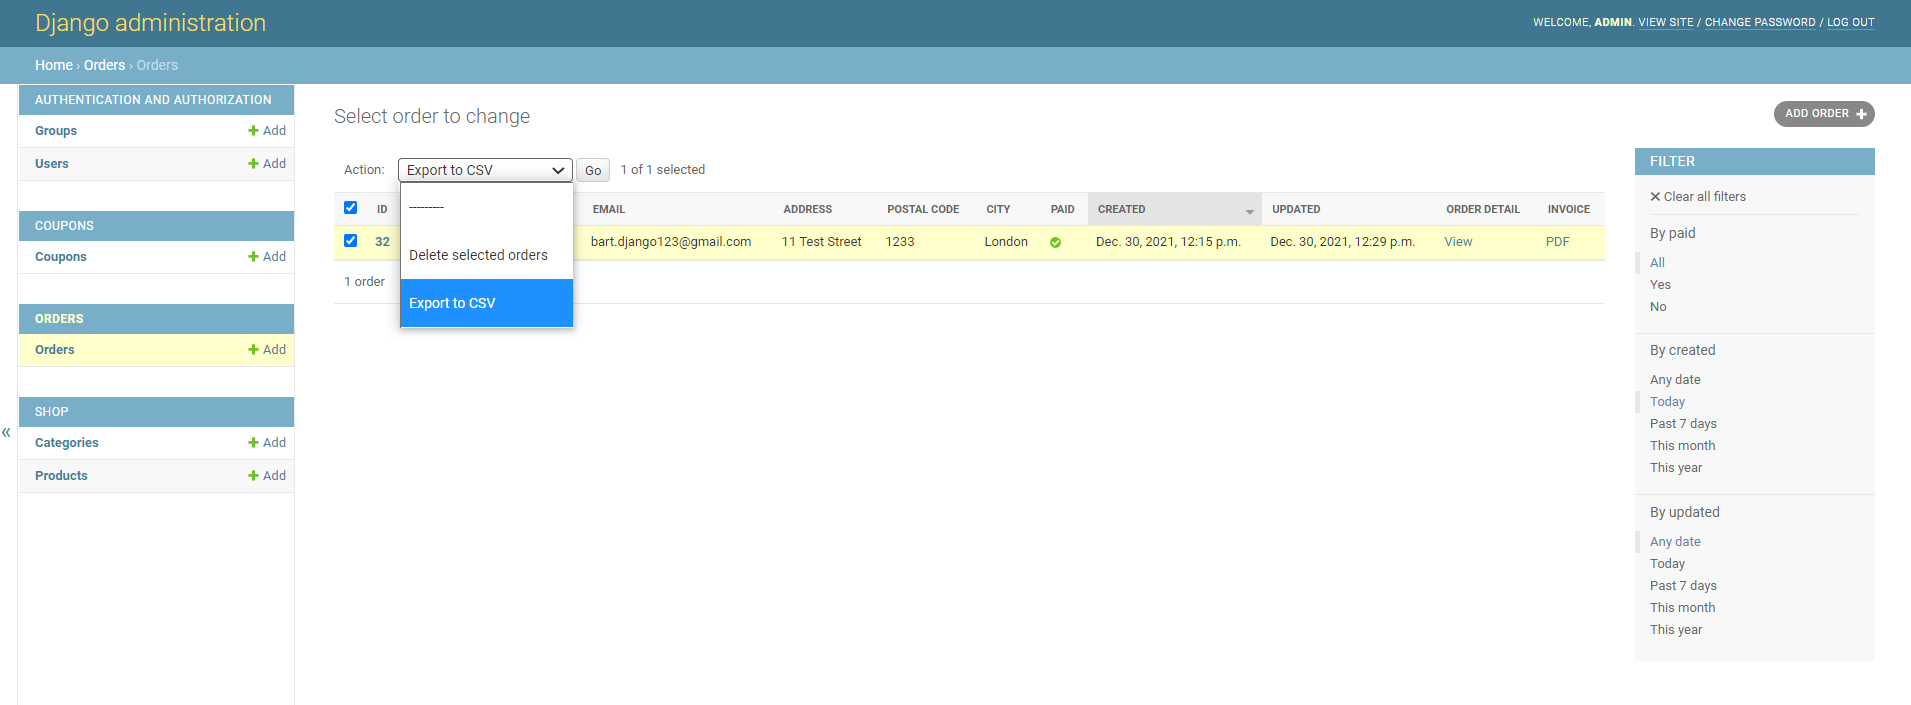 Django administration
WELCOME, ADMIN. VIEW SITE / CHANGE PASSWORD / LOG OUT
Home › Orders › Orders
AUTHENTICATION AND AUTHORIZATION
Groups Add
Users Add
COUPONS
Coupons Add
ORDERS
Orders Add
SHOP
Categories Add
Products Add
«
Select order to change
ADD ORDER
Action: Export to CSV Go 1 of 1 selected
---------
Delete selected orders
Export to CSV
ID EMAIL ADDRESS POSTAL CODE CITY PAID CREATED UPDATED ORDER DETAIL INVOICE
32 bart.django123@gmail.com 11 Test Street 1233 London Dec. 30, 2021, 12:15 p.m. Dec. 30, 2021, 12:29 p.m. View PDF
1 order
FILTER
Clear all filters
By paid
All
Yes
No
By created
Any date
Today
Past 7 days
This month
This year
By updated
Any date
Today
Past 7 days
This month
This year